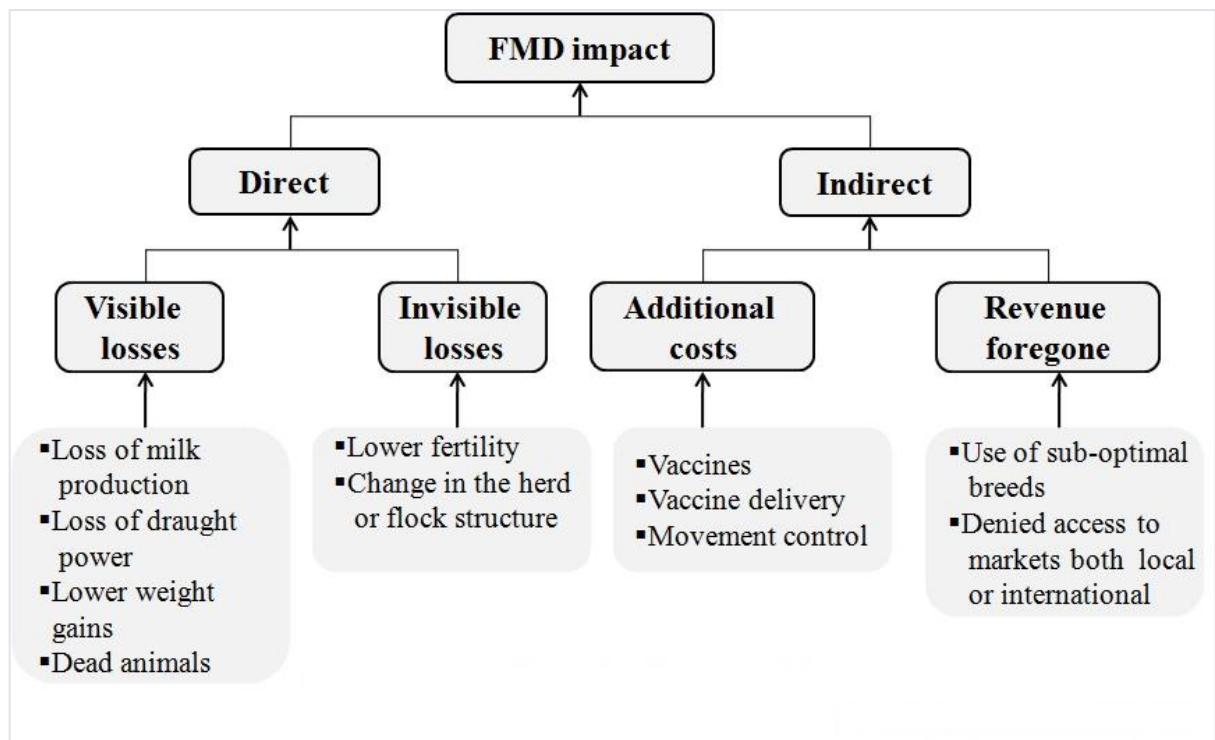 FMD impact
Direct
Indirect
Visible
losses
Invisible
losses
Additional
costs
Revenue
foregone
▪Loss of milk
production
▪Loss of draught
power
▪Lower weight
gains
▪Dead animals
▪Lower fertility
▪Change in the herd
or flock structure
▪Vaccines
▪Vaccine delivery
▪Movement control
▪Use of sub-optimal
breeds
▪Denied access to
markets both local
or international